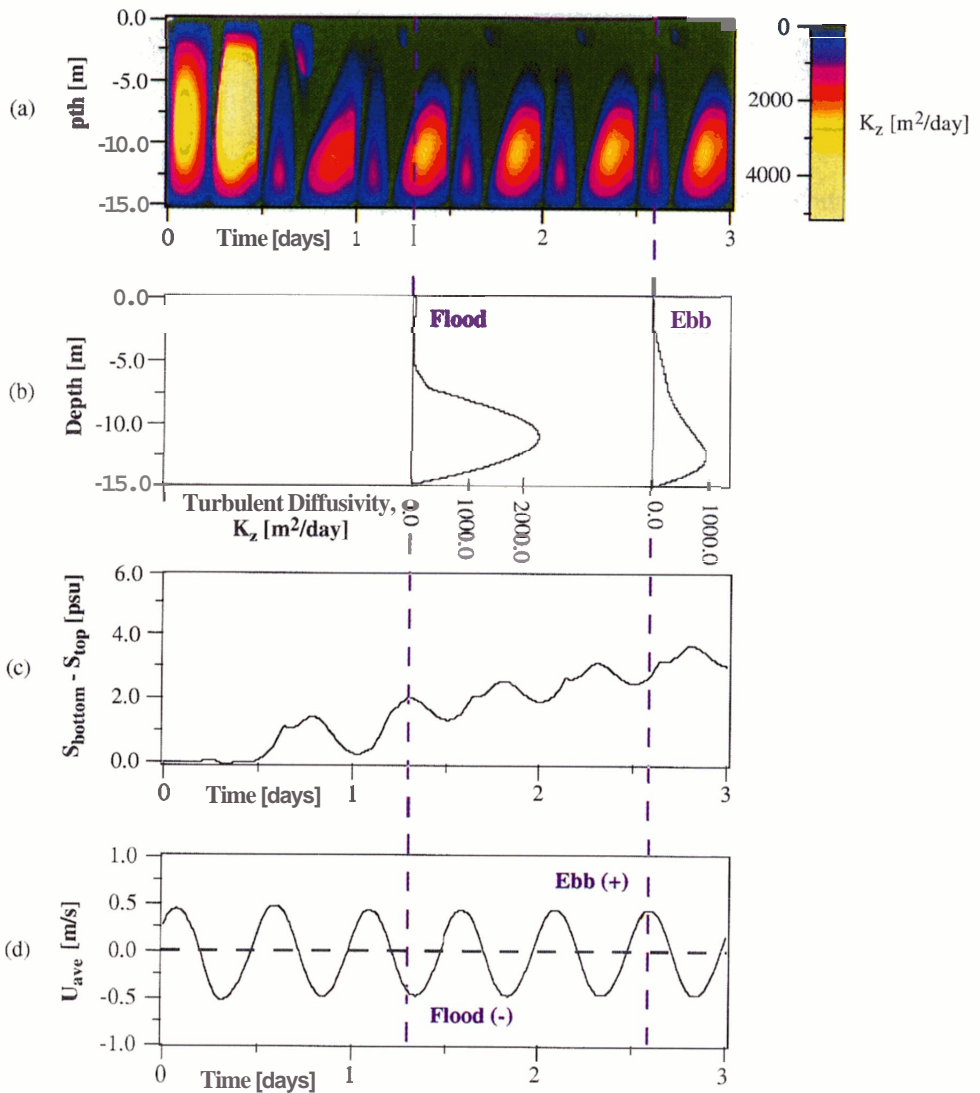 (a)
pth [m]
0.0
-5.0
-10.0
-15.0
0 Time [days] 1 2 3
0
2000
4000
K_z [m²/day]
(b)
Depth [m]
0.0
-5.0
-10.0
-15.0
Flood
Ebb
Turbulent Diffusivity,
K_z [m²/day]
0.0
1000.0
2000.0
0.0
1000.0
(c)
S_bottom - S_top [psu]
6.0
4.0
2.0
0.0
0 Time [days] 1 2 3
(d)
U_ave [m/s]
1.0
0.5
0.0
-0.5
-1.0
Ebb (+)
Flood (-)
0 Time [days] 1 2 3